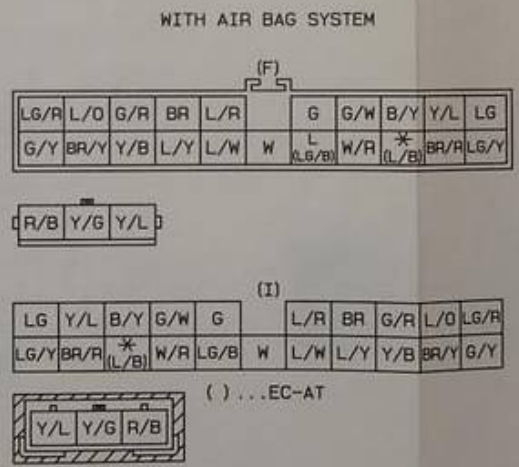 WITH AIR BAG SYSTEM
(F)
LG/R L/O G/R BR L/R G G/W B/Y Y/L LG
G/Y BR/Y Y/B L/Y L/W W L (LG/B) W/R * (L/B) BR/R LG/Y
R/B Y/G Y/L
(I)
LG Y/L B/Y G/W G L/R BR G/R L/O LG/R
LG/Y BR/R * (L/B) W/R LG/B W L/W L/Y Y/B BR/Y G/Y
( )...EC-AT
Y/L Y/G R/B